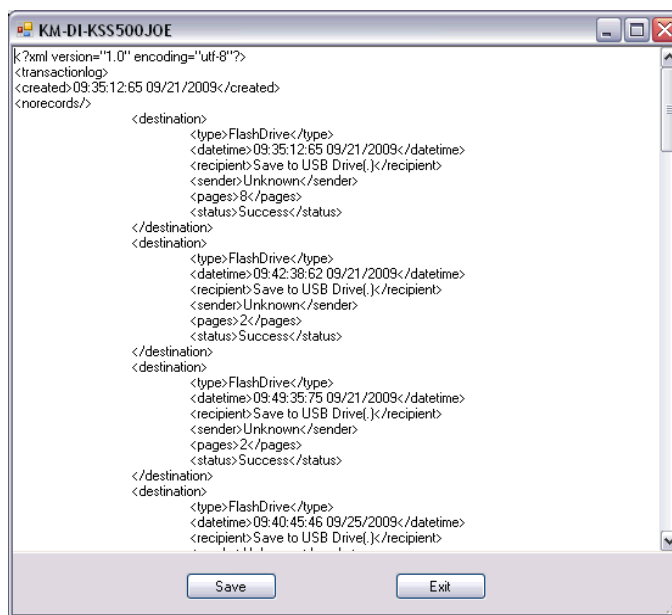 KM-DI-KSS500JOE
<?xml version="1.0" encoding="utf-8"?>
<transactionlog>
<created>09:35:12:65 09/21/2009</created>
<norecords/>
<destination>
<type>FlashDrive</type>
<datetime>09:35:12:65 09/21/2009</datetime>
<recipient>Save to USB Drive(.)</recipient>
<sender>Unknown</sender>
<pages>8</pages>
<status>Success</status>
</destination>
<destination>
<type>FlashDrive</type>
<datetime>09:42:38:62 09/21/2009</datetime>
<recipient>Save to USB Drive(.)</recipient>
<sender>Unknown</sender>
<pages>2</pages>
<status>Success</status>
</destination>
<destination>
<type>FlashDrive</type>
<datetime>09:49:35:75 09/21/2009</datetime>
<recipient>Save to USB Drive(.)</recipient>
<sender>Unknown</sender>
<pages>2</pages>
<status>Success</status>
</destination>
<destination>
<type>FlashDrive</type>
<datetime>09:40:45:46 09/25/2009</datetime>
<recipient>Save to USB Drive(.)</recipient>
Save Exit